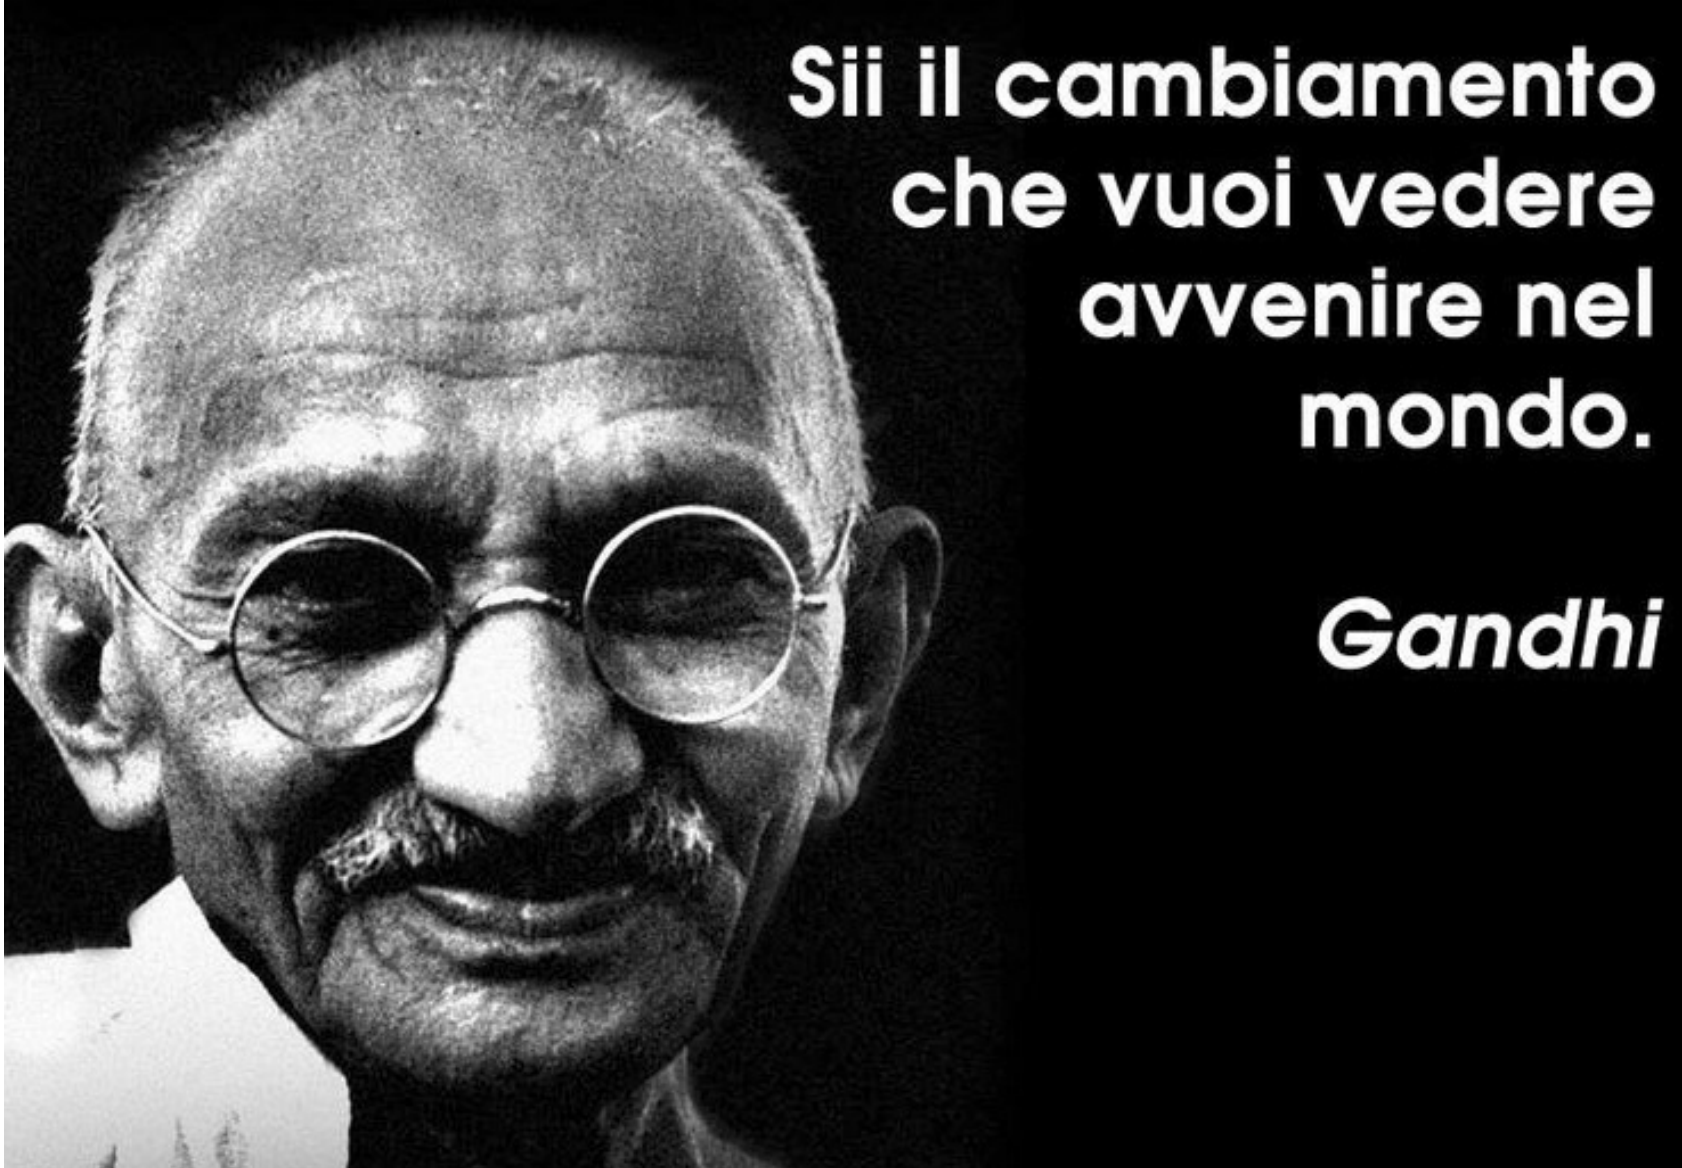 Sii il cambiamento
che vuoi vedere
avvenire nel
mondo.
Gandhi